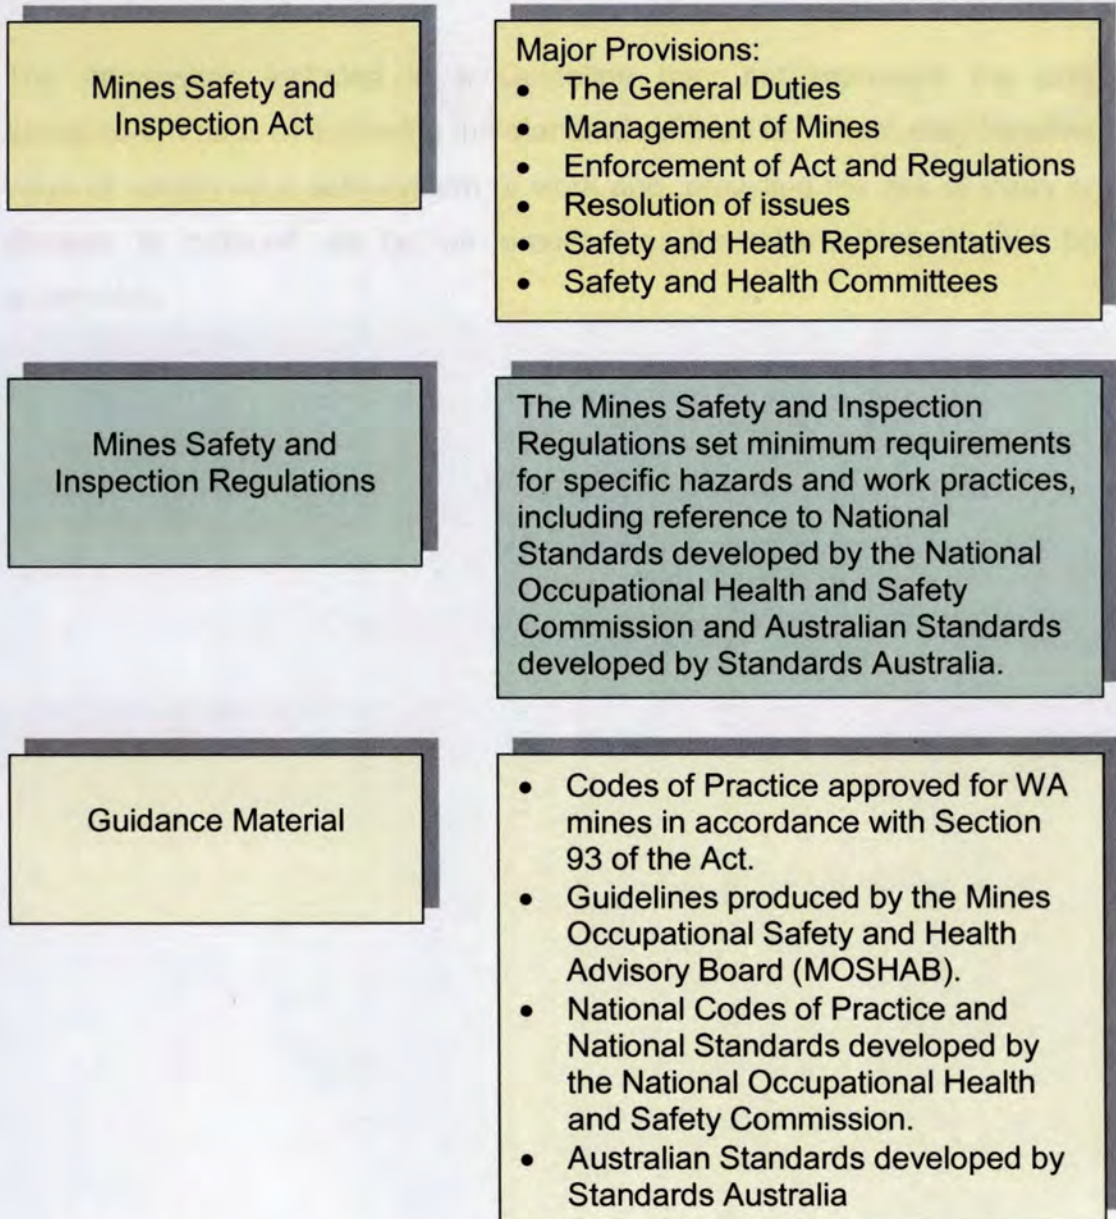 Mines Safety and
Inspection Act
Major Provisions:
• The General Duties
• Management of Mines
• Enforcement of Act and Regulations
• Resolution of issues
• Safety and Heath Representatives
• Safety and Health Committees
Mines Safety and
Inspection Regulations
The Mines Safety and Inspection
Regulations set minimum requirements
for specific hazards and work practices,
including reference to National
Standards developed by the National
Occupational Health and Safety
Commission and Australian Standards
developed by Standards Australia.
Guidance Material
• Codes of Practice approved for WA
mines in accordance with Section
93 of the Act.
• Guidelines produced by the Mines
Occupational Safety and Health
Advisory Board (MOSHAB).
• National Codes of Practice and
National Standards developed by
the National Occupational Health
and Safety Commission.
• Australian Standards developed by
Standards Australia